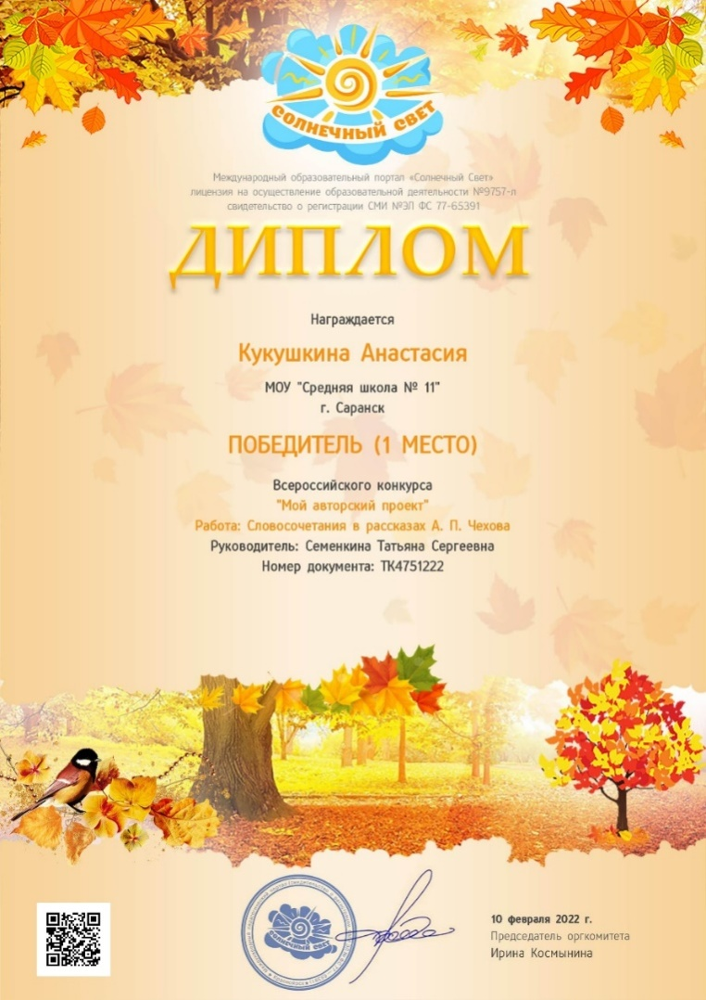 СОЛНЕЧНЫЙ СВЕТ
Международный образовательный портал «Солнечный Свет»
лицензия на осуществление образовательной деятельности №9757-л
свидетельство о регистрации СМИ №ЭЛ ФС 77-65391
ДИПЛОМ
Награждается
Кукушкина Анастасия
МОУ "Средняя школа № 11"
г. Саранск
ПОБЕДИТЕЛЬ (1 МЕСТО)
Всероссийского конкурса
"Мой авторский проект"
Работа: Словосочетания в рассказах А. П. Чехова
Руководитель: Семенкина Татьяна Сергеевна
Номер документа: ТК4751222
СОЛНЕЧНЫЙ СВЕТ
10 февраля 2022 г.
Председатель оргкомитета
Ирина Космынина